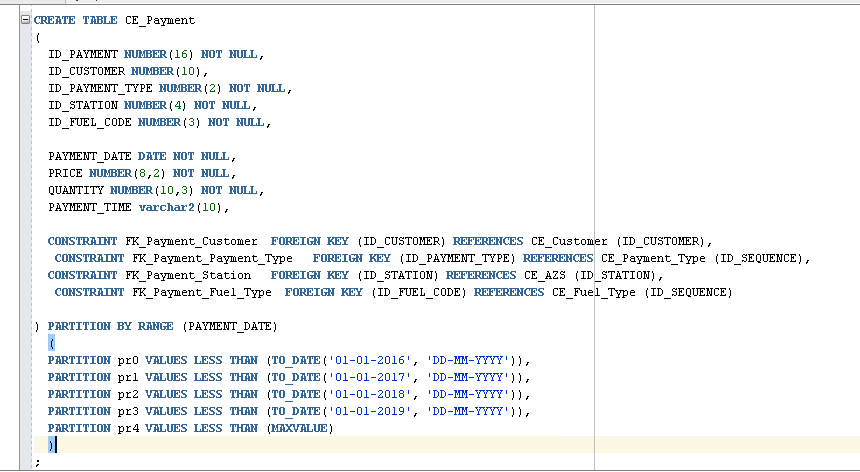 CREATE TABLE CE_Payment
(
ID_PAYMENT NUMBER(16) NOT NULL,
ID_CUSTOMER NUMBER(10),
ID_PAYMENT_TYPE NUMBER(2) NOT NULL,
ID_STATION NUMBER(4) NOT NULL,
ID_FUEL_CODE NUMBER(3) NOT NULL,
PAYMENT_DATE DATE NOT NULL,
PRICE NUMBER(8,2) NOT NULL,
QUANTITY NUMBER(10,3) NOT NULL,
PAYMENT_TIME varchar2(10),
CONSTRAINT FK_Payment_Customer  FOREIGN KEY (ID_CUSTOMER) REFERENCES CE_Customer (ID_CUSTOMER),
CONSTRAINT FK_Payment_Payment_Type   FOREIGN KEY (ID_PAYMENT_TYPE) REFERENCES CE_Payment_Type (ID_SEQUENCE),
CONSTRAINT FK_Payment_Station   FOREIGN KEY (ID_STATION) REFERENCES CE_AZS (ID_STATION),
CONSTRAINT FK_Payment_Fuel_Type  FOREIGN KEY (ID_FUEL_CODE) REFERENCES CE_Fuel_Type (ID_SEQUENCE)
) PARTITION BY RANGE (PAYMENT_DATE)
(
PARTITION pr0 VALUES LESS THAN (TO_DATE('01-01-2016', 'DD-MM-YYYY')),
PARTITION pr1 VALUES LESS THAN (TO_DATE('01-01-2017', 'DD-MM-YYYY')),
PARTITION pr2 VALUES LESS THAN (TO_DATE('01-01-2018', 'DD-MM-YYYY')),
PARTITION pr3 VALUES LESS THAN (TO_DATE('01-01-2019', 'DD-MM-YYYY')),
PARTITION pr4 VALUES LESS THAN (MAXVALUE)
)
;